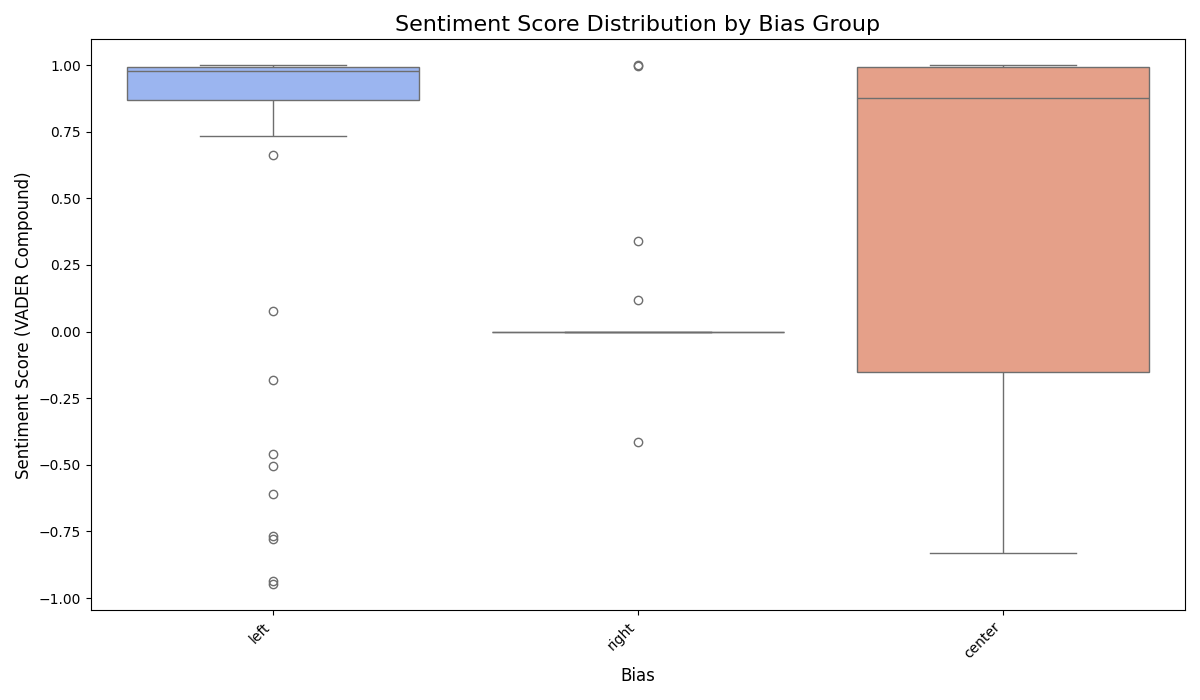 Sentiment Score Distribution by Bias Group
Sentiment Score (VADER Compound)
1.00
0.75
0.50
0.25
0.00
−0.25
−0.50
−0.75
−1.00
left
right
center
Bias